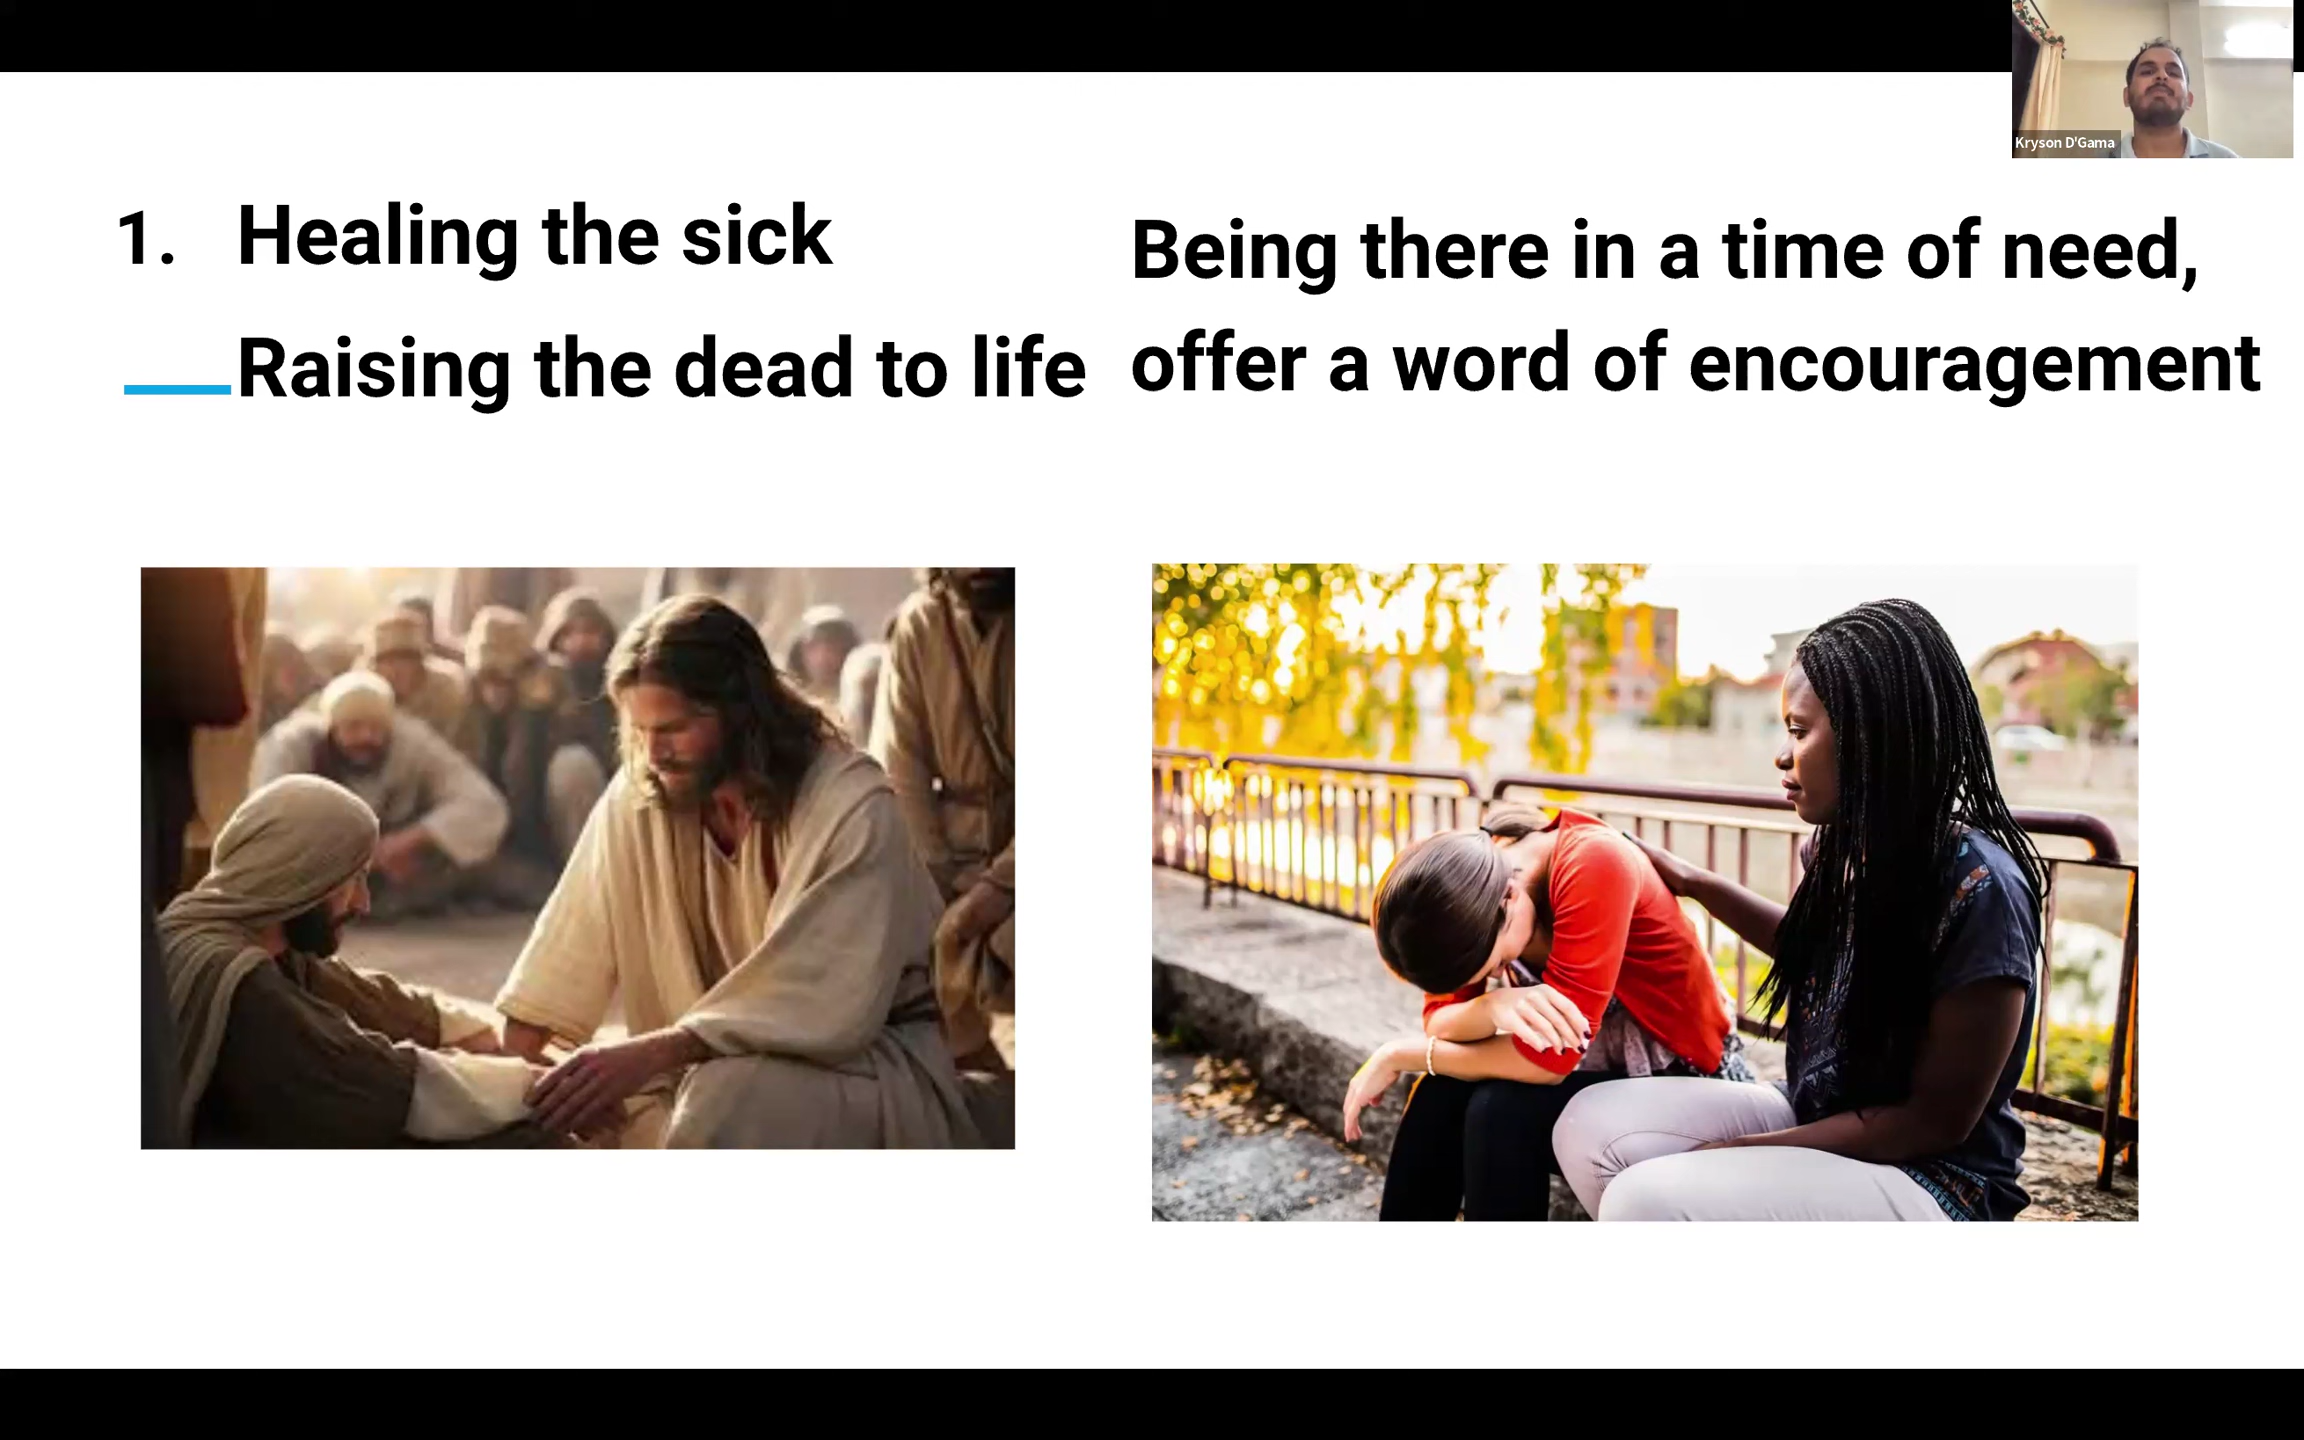 1. Healing the sick
Raising the dead to life
Being there in a time of need,
offer a word of encouragement
Kryson D'Gama